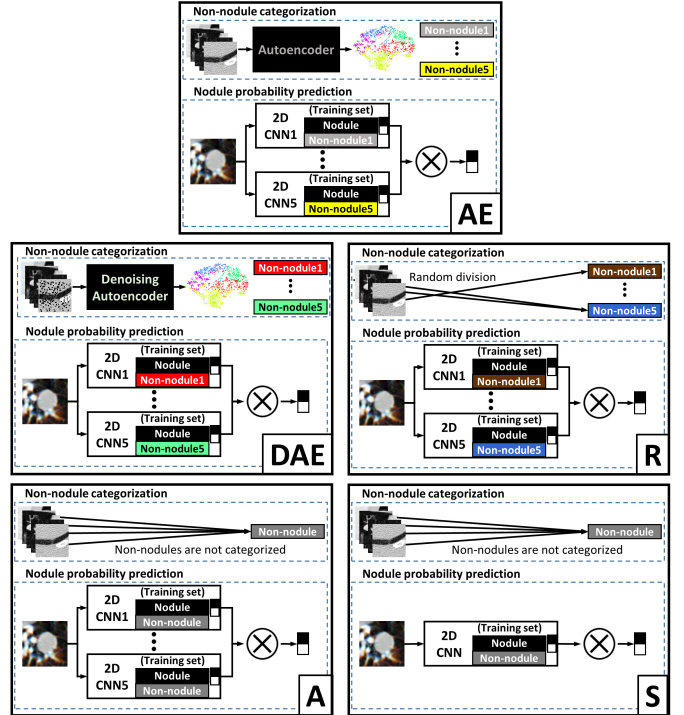 Non-nodule categorization
Autoencoder
Non-nodule1
Non-nodule5
Nodule probability prediction
2D
CNN1
(Training set)
Nodule
Non-nodule1
2D
CNN5
(Training set)
Nodule
Non-nodule5
AE
Non-nodule categorization
Denoising
Autoencoder
Non-nodule1
Non-nodule5
Nodule probability prediction
2D
CNN1
(Training set)
Nodule
Non-nodule1
2D
CNN5
(Training set)
Nodule
Non-nodule5
DAE
Non-nodule categorization
Random division
Non-nodule1
Non-nodule5
Nodule probability prediction
2D
CNN1
(Training set)
Nodule
Non-nodule1
2D
CNN5
(Training set)
Nodule
Non-nodule5
R
Non-nodule categorization
Non-nodule
Non-nodules are not categorized
Nodule probability prediction
2D
CNN1
(Training set)
Nodule
Non-nodule
2D
CNN5
(Training set)
Nodule
Non-nodule
A
Non-nodule categorization
Non-nodule
Non-nodules are not categorized
Nodule probability prediction
2D
CNN
(Training set)
Nodule
Non-nodule
S